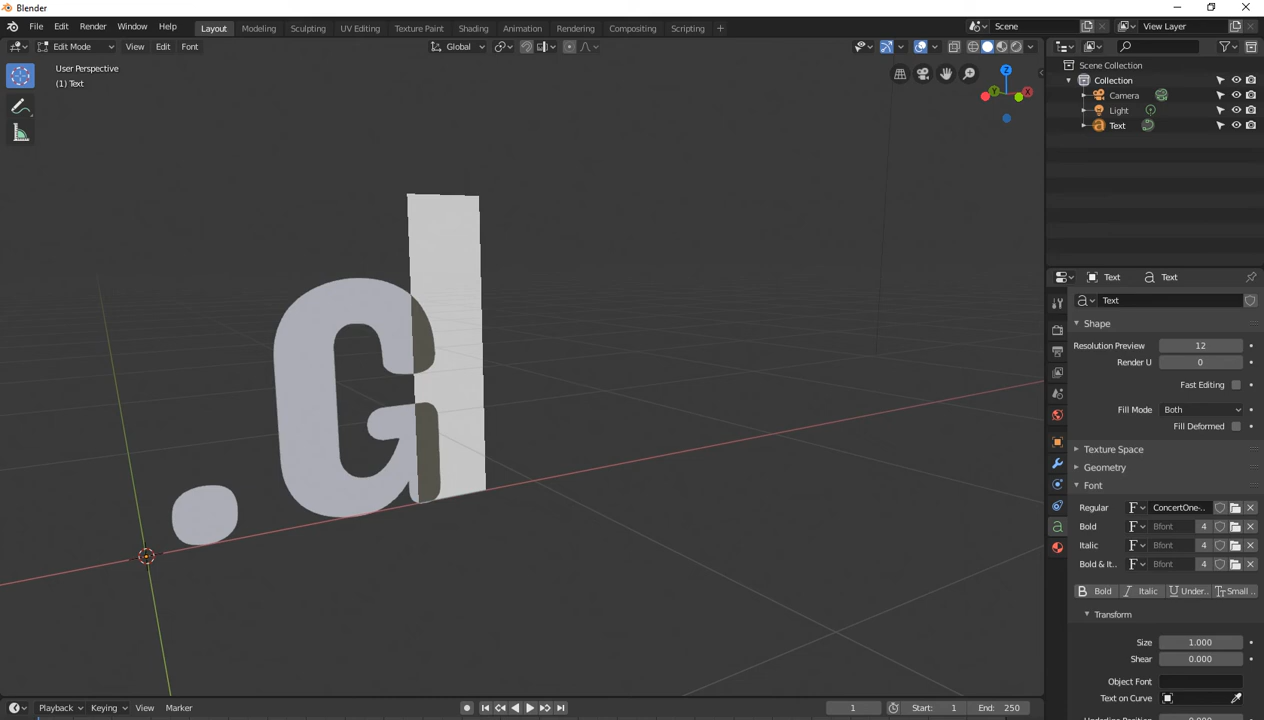 Blender
File Edit Render Window Help Layout Modeling Sculpting UV Editing Texture Paint Shading Animation Rendering Compositing Scripting + Scene View Layer
Edit Mode View Edit Font Global
User Perspective
(1) Text
.G
Z
Y
X
Scene Collection
Collection
Camera
Light
Text
Text Text
Text
Shape
Resolution Preview 12
Render U 0
Fast Editing
Fill Mode Both
Fill Deformed
Texture Space
Geometry
Font
Regular F ConcertOne-..
Bold F Bfont 4
Italic F Bfont 4
Bold & It.. F Bfont 4
B Bold I Italic U Under.. Tт Small ..
Transform
Size 1.000
Shear 0.000
Object Font
Text on Curve
Playback Keying View Marker 1 Start: 1 End: 250